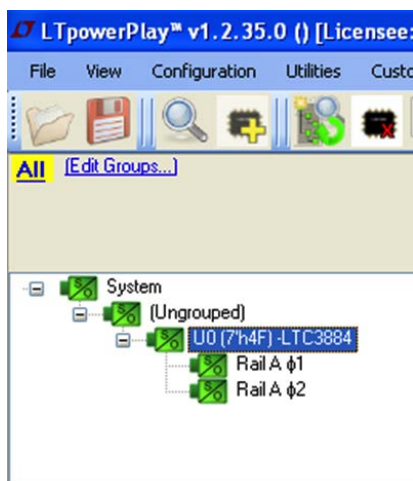 LTpowerPlay™ v1.2.35.0 () [Licensee:
File View Configuration Utilities Custo
All (Edit Groups...)
System
(Ungrouped)
U0 (7'h4F) -LTC3884
Rail A ϕ1
Rail A ϕ2